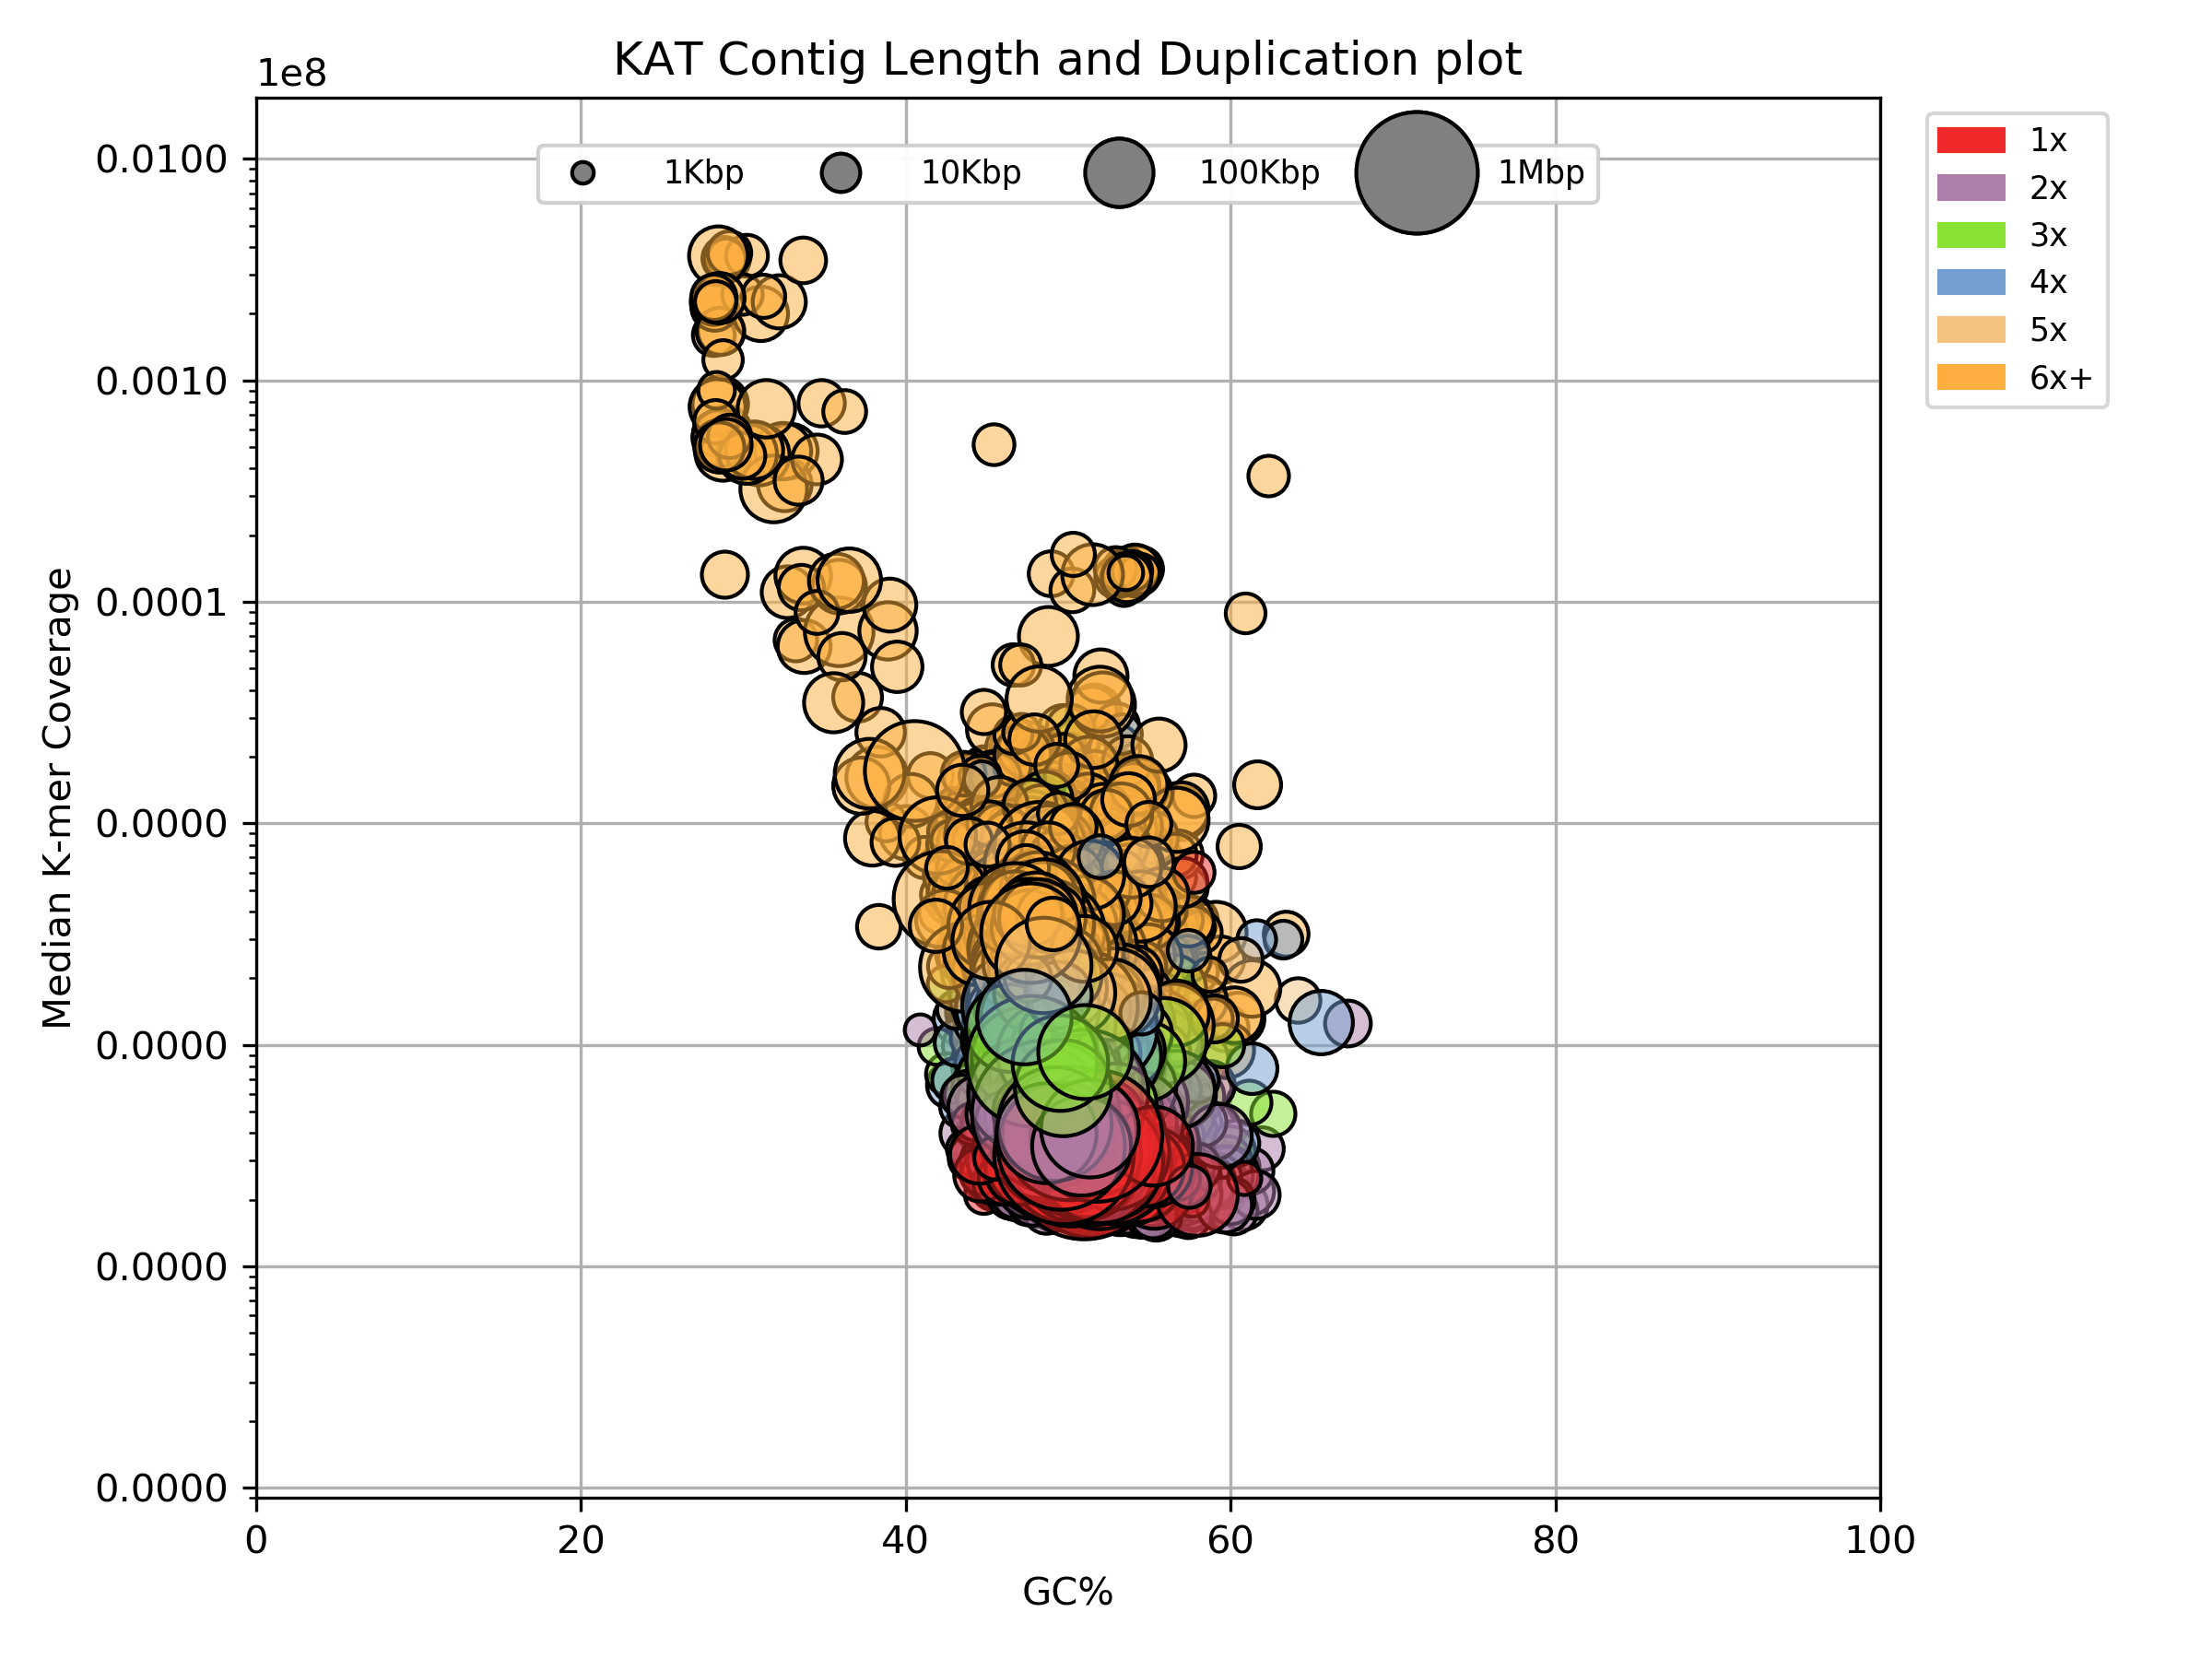 KAT Contig Length and Duplication plot
1e8
1Kbp 10Kbp 100Kbp 1Mbp
1x
2x
3x
4x
5x
6x+
0.0100
0.0010
0.0001
0.0000
0.0000
0.0000
0.0000
Median K-mer Coverage
0 20 40 60 80 100
GC%